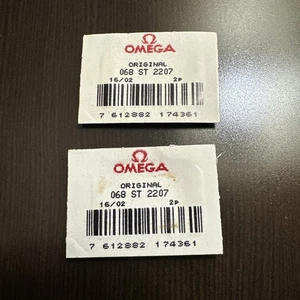 Ω
OMEGA
ORIGINAL
068 ST 2207
16/02 2P
7 612882 174361
Ω
OMEGA
ORIGINAL
068 ST 2207
16/02 2P
7 612882 174361